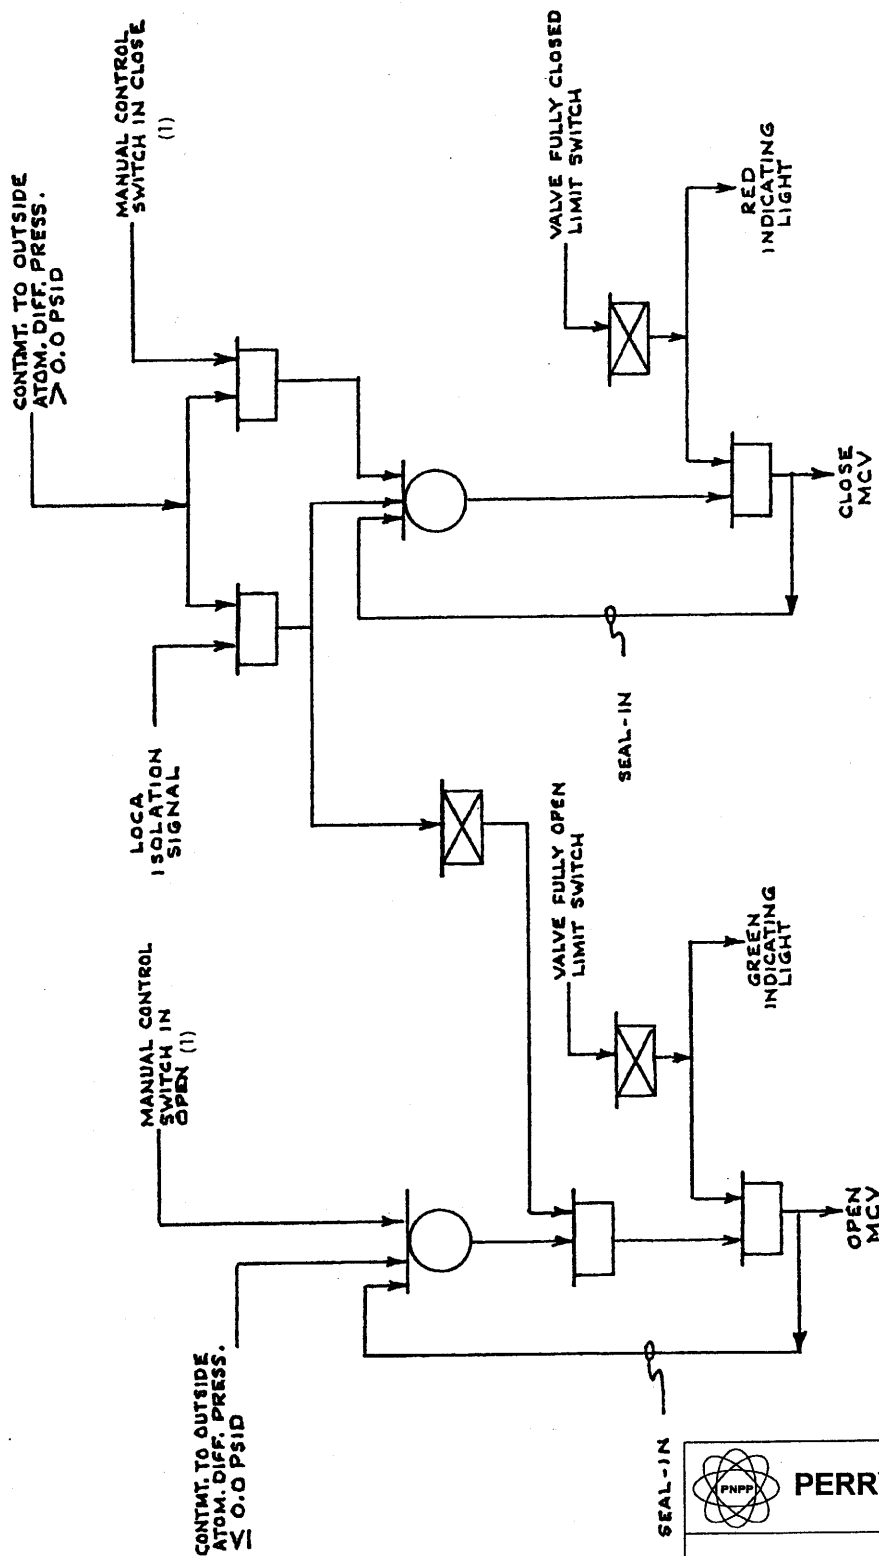 CONTMT. TO OUTSIDE
ATOM. DIFF. PRESS.
> 0.0 PSID
MANUAL CONTROL
SWITCH IN CLOSE
(1)
LOCA
ISOLATION
SIGNAL
MANUAL CONTROL
SWITCH IN
OPEN (1)
CONTMT. TO OUTSIDE
ATOM. DIFF. PRESS.
≤ 0.0 PSID
VALVE FULLY CLOSED
LIMIT SWITCH
RED
INDICATING
LIGHT
CLOSE
MCV
SEAL-IN
VALVE FULLY OPEN
LIMIT SWITCH
GREEN
INDICATING
LIGHT
OPEN
MCV
SEAL-IN
PNPP
PERRY